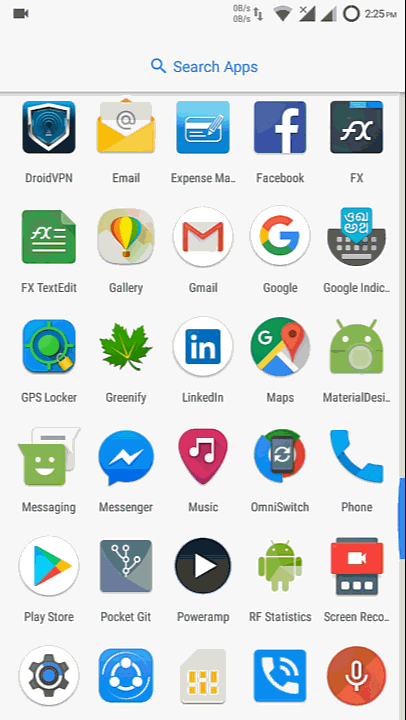 0B/s
0B/s
2:25 PM
Search Apps
DroidVPN
Email
Expense Ma..
Facebook
FX
FX TextEdit
Gallery
Gmail
Google
Google Indic..
GPS Locker
Greenify
LinkedIn
Maps
MaterialDesi..
Messaging
Messenger
Music
OmniSwitch
Phone
Play Store
Pocket Git
Poweramp
RF Statistics
Screen Reco..